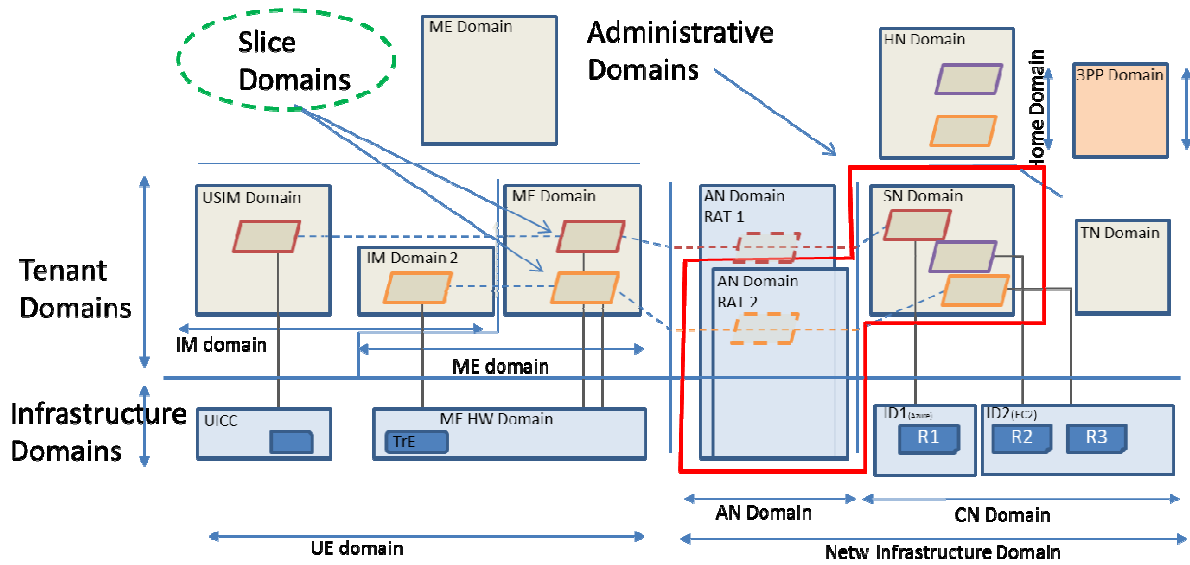 Slice
Domains
ME Domain
Administrative
Domains
HN Domain
Home Domain
3PP Domain
USIM Domain
IM Domain 2
ME Domain
AN Domain
RAT 1
AN Domain
RAT 2
SN Domain
TN Domain
Tenant
Domains
IM domain
ME domain
Infrastructure
Domains
UICC
ME HW Domain
TrE
ID1(Azure)
R1
ID2(EC2)
R2
R3
AN Domain
CN Domain
UE domain
Netw Infrastructure Domain